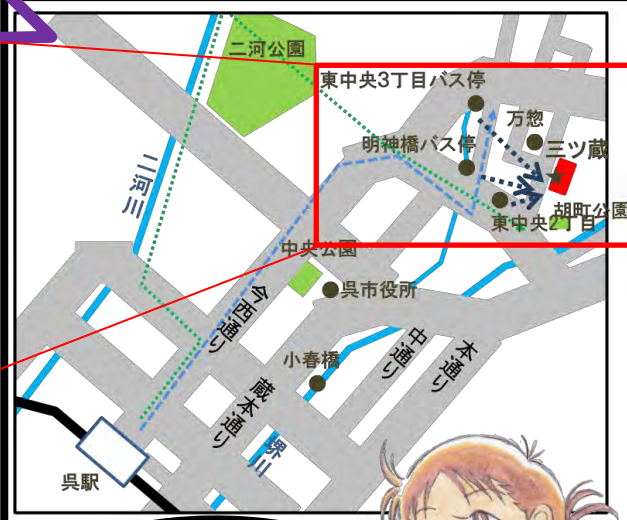 二河公園
東中央3丁目バス停
万惣
明神橋バス停
三ツ蔵
二河川
胡町公園
東中央2丁目
中央公園
呉市役所
今西通り
中通り
本通り
小春橋
蔵本通り
堺川
呉駅